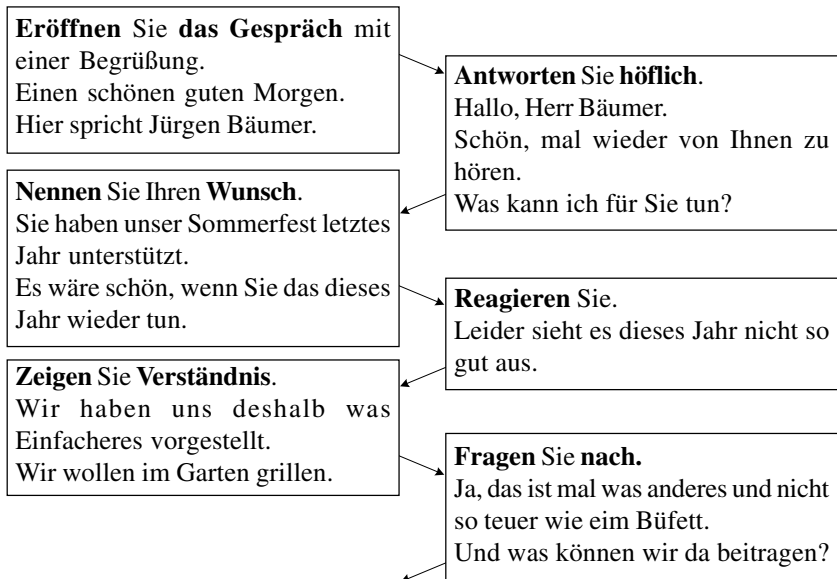 Eröffnen Sie das Gespräch mit
einer Begrüßung.
Einen schönen guten Morgen.
Hier spricht Jürgen Bäumer.
Antworten Sie höflich.
Hallo, Herr Bäumer.
Schön, mal wieder von Ihnen zu
hören.
Was kann ich für Sie tun?
Nennen Sie Ihren Wunsch.
Sie haben unser Sommerfest letztes
Jahr unterstützt.
Es wäre schön, wenn Sie das dieses
Jahr wieder tun.
Reagieren Sie.
Leider sieht es dieses Jahr nicht so
gut aus.
Zeigen Sie Verständnis.
Wir haben uns deshalb was
Einfacheres vorgestellt.
Wir wollen im Garten grillen.
Fragen Sie nach.
Ja, das ist mal was anderes und nicht
so teuer wie eim Büfett.
Und was können wir da beitragen?